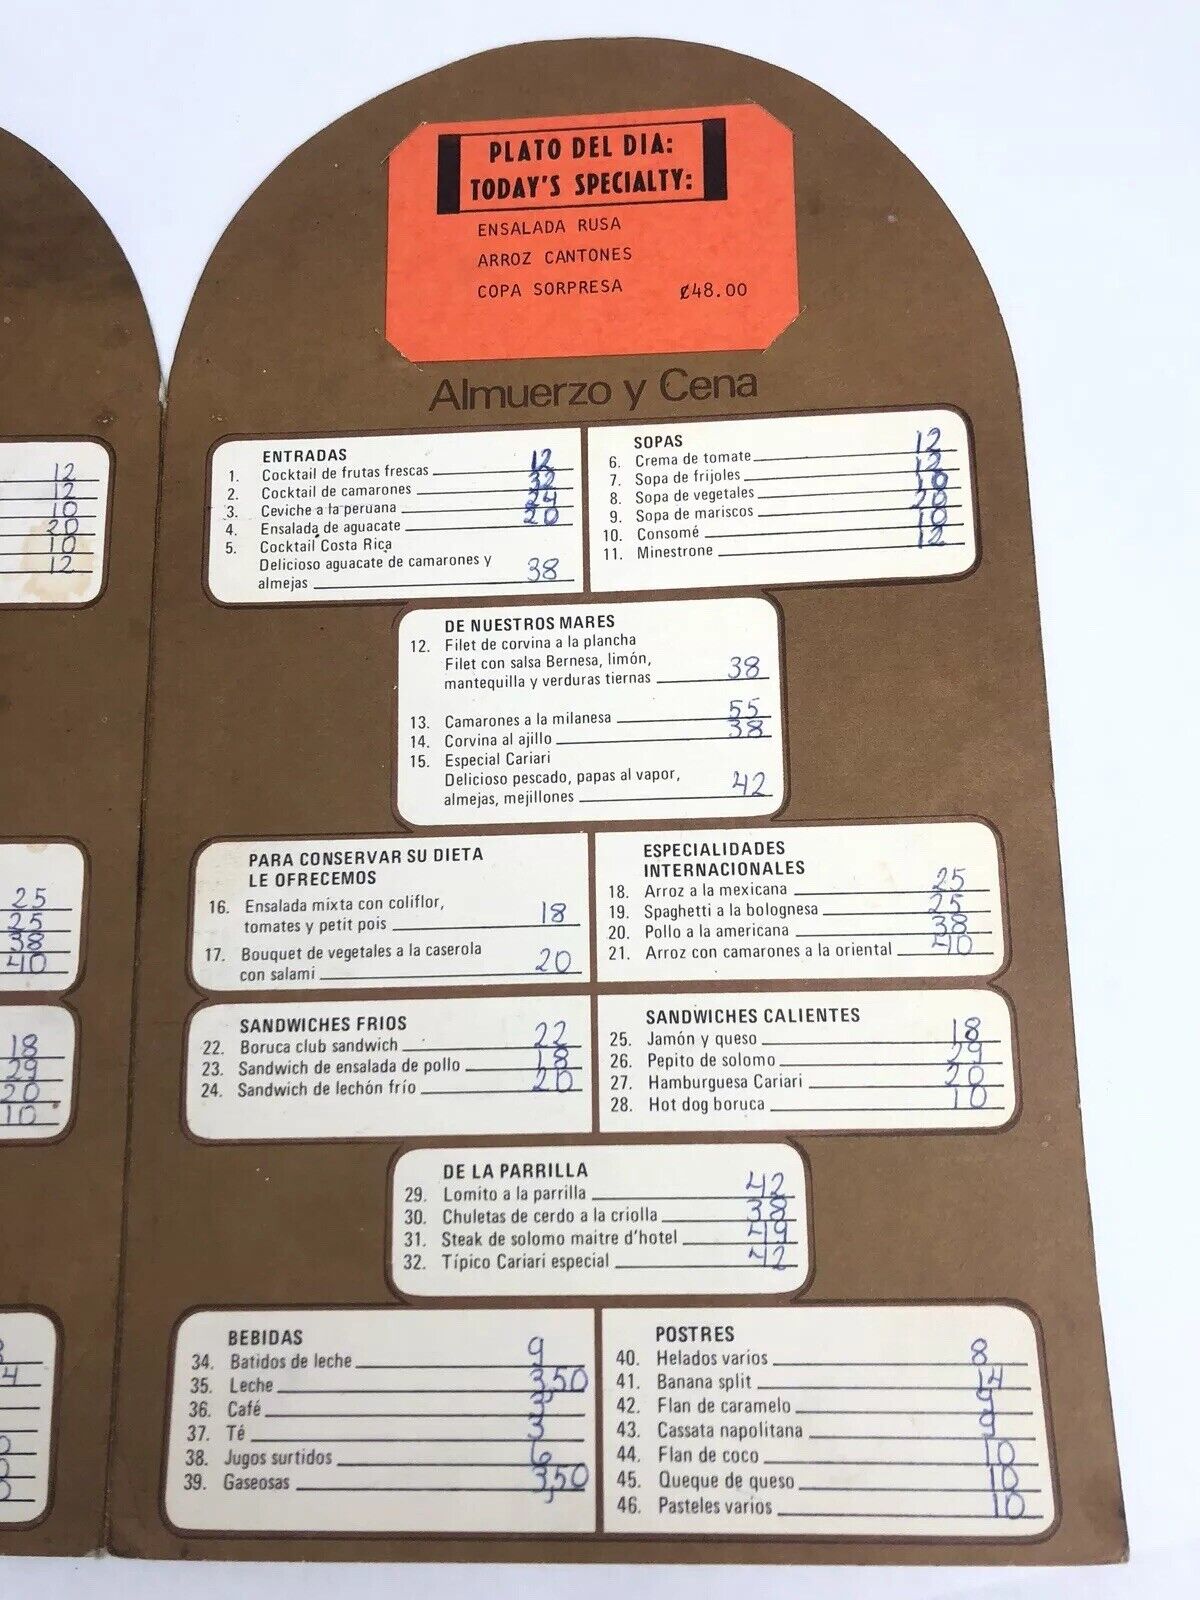 PLATO DEL DIA:
TODAY'S SPECIALTY:
ENSALADA RUSA
ARROZ CANTONES
COPA SORPRESA ₡48.00
Almuerzo y Cena
12
12
10
20
10
12
ENTRADAS
1. Cocktail de frutas frescas 12
2. Cocktail de camarones 32
3. Ceviche a la peruana 24
4. Ensalada de aguacate 20
5. Cocktail Costa Rica
Delicioso aguacate de camarones y
almejas 38
SOPAS
6. Crema de tomate 12
7. Sopa de frijoles 12
8. Sopa de vegetales 10
9. Sopa de mariscos 20
10. Consomé 10
11. Minestrone 12
DE NUESTROS MARES
12. Filet de corvina a la plancha
Filet con salsa Bernesa, limón,
mantequilla y verduras tiernas 38
13. Camarones a la milanesa 55
14. Corvina al ajillo 38
15. Especial Cariari
Delicioso pescado, papas al vapor,
almejas, mejillones 42
25
25
38
40
PARA CONSERVAR SU DIETA
LE OFRECEMOS
16. Ensalada mixta con coliflor,
tomates y petit pois 18
17. Bouquet de vegetales a la caserola
con salami 20
ESPECIALIDADES
INTERNACIONALES
18. Arroz a la mexicana 25
19. Spaghetti a la bolognesa 25
20. Pollo a la americana 38
21. Arroz con camarones a la oriental 40
18
29
20
10
SANDWICHES FRIOS
22. Boruca club sandwich 22
23. Sandwich de ensalada de pollo 18
24. Sandwich de lechón frío 20
SANDWICHES CALIENTES
25. Jamón y queso 18
26. Pepito de solomo 29
27. Hamburguesa Cariari 20
28. Hot dog boruca 10
DE LA PARRILLA
29. Lomito a la parrilla 42
30. Chuletas de cerdo a la criolla 38
31. Steak de solomo maitre d'hotel 49
32. Típico Cariari especial 42
BEBIDAS
34. Batidos de leche 9
35. Leche 3,50
36. Café 3
37. Té 3
38. Jugos surtidos 6
39. Gaseosas 3,50
POSTRES
40. Helados varios 8
41. Banana split 14
42. Flan de caramelo 9
43. Cassata napolitana 9
44. Flan de coco 10
45. Queque de queso 10
46. Pasteles varios 10